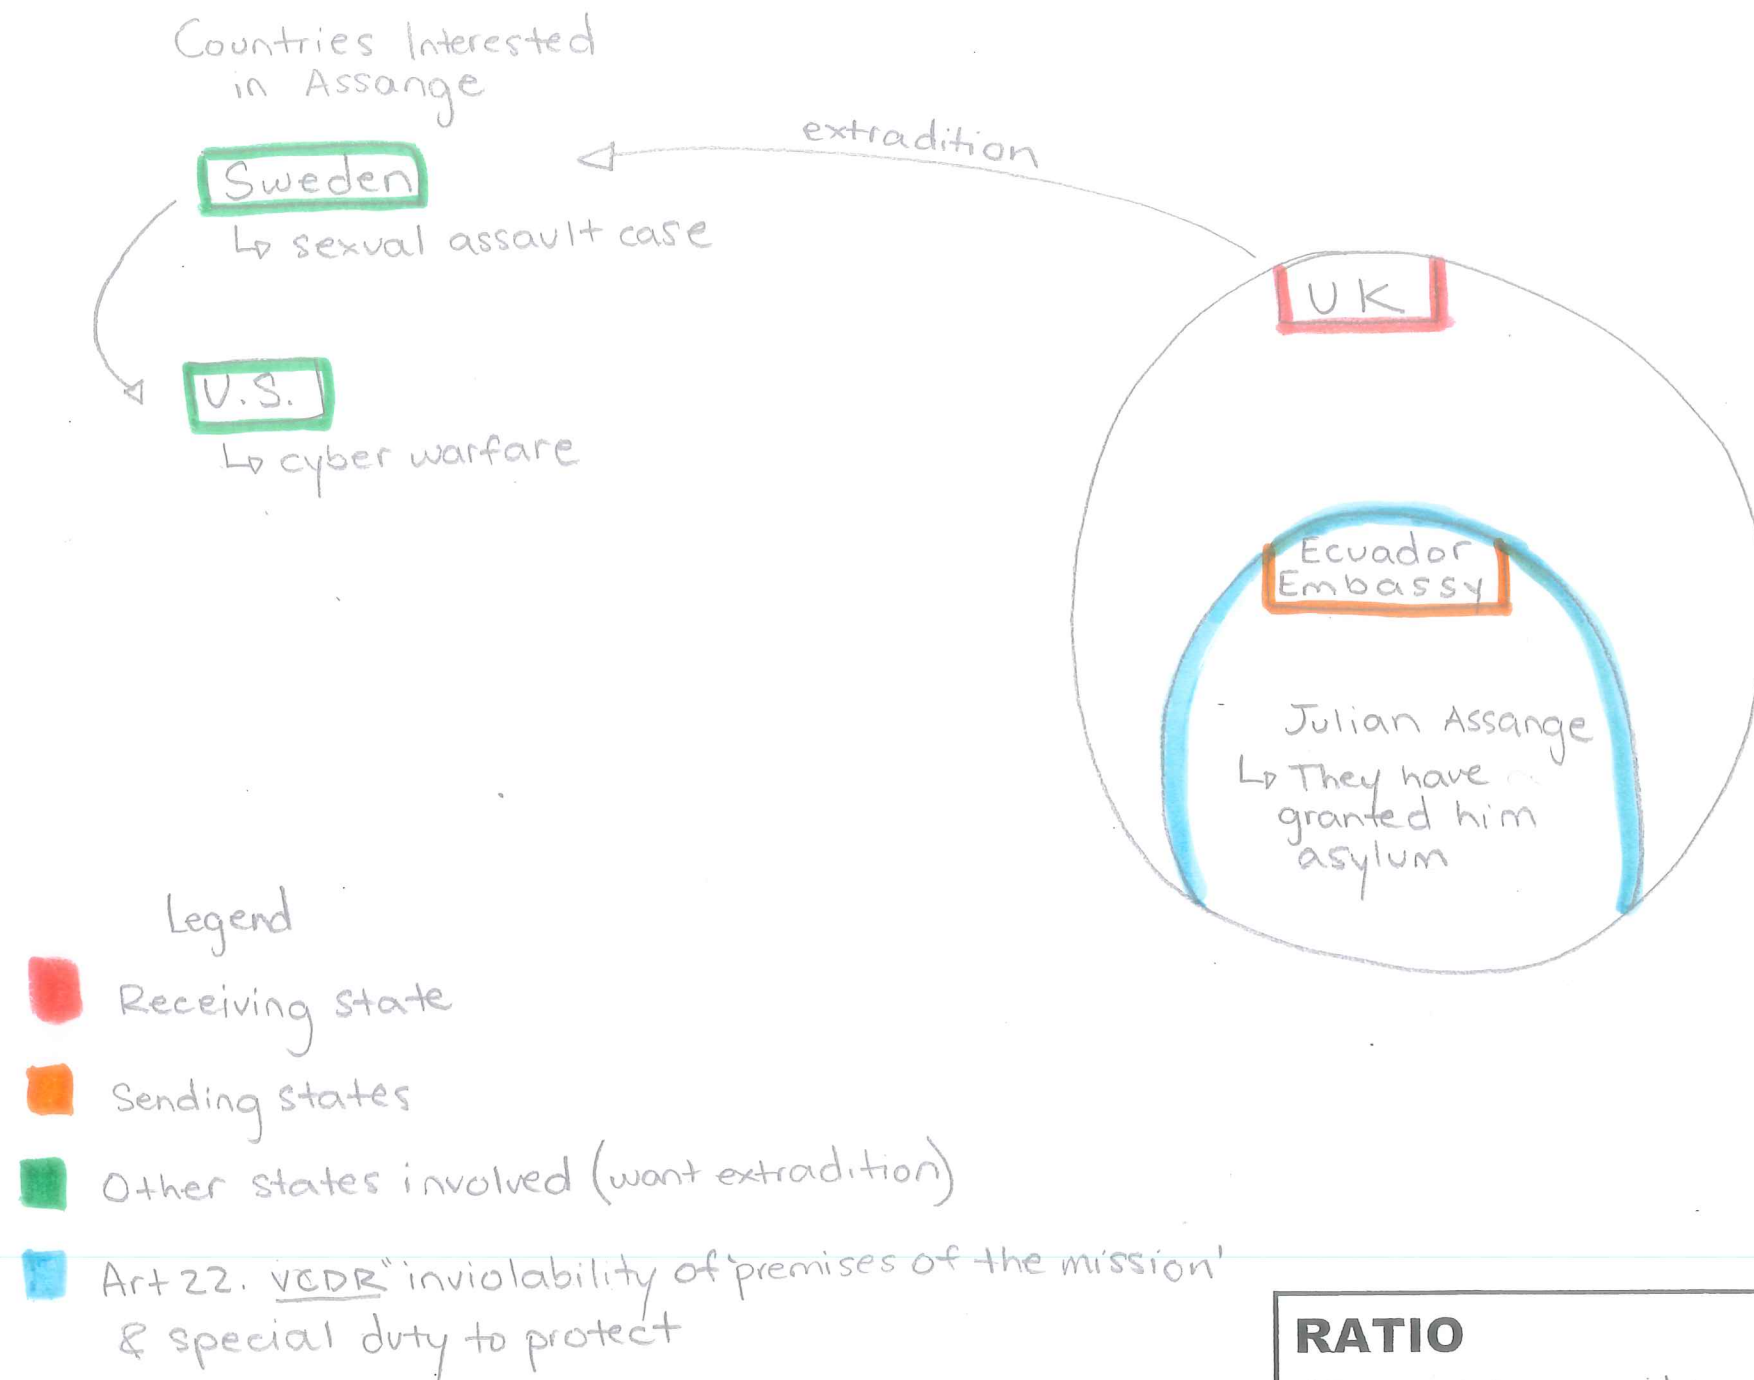 Countries Interested
in Assange
extradition
Sweden
↳ sexual assault case
UK
U.S.
↳ cyber warfare
Ecuador
Embassy
Julian Assange
↳ They have
granted him
asylum
Legend
Receiving state
Sending states
Other states involved (want extradition)
Art 22. VCDR "inviolability of 'premises of the mission'
& special duty to protect
RATIO